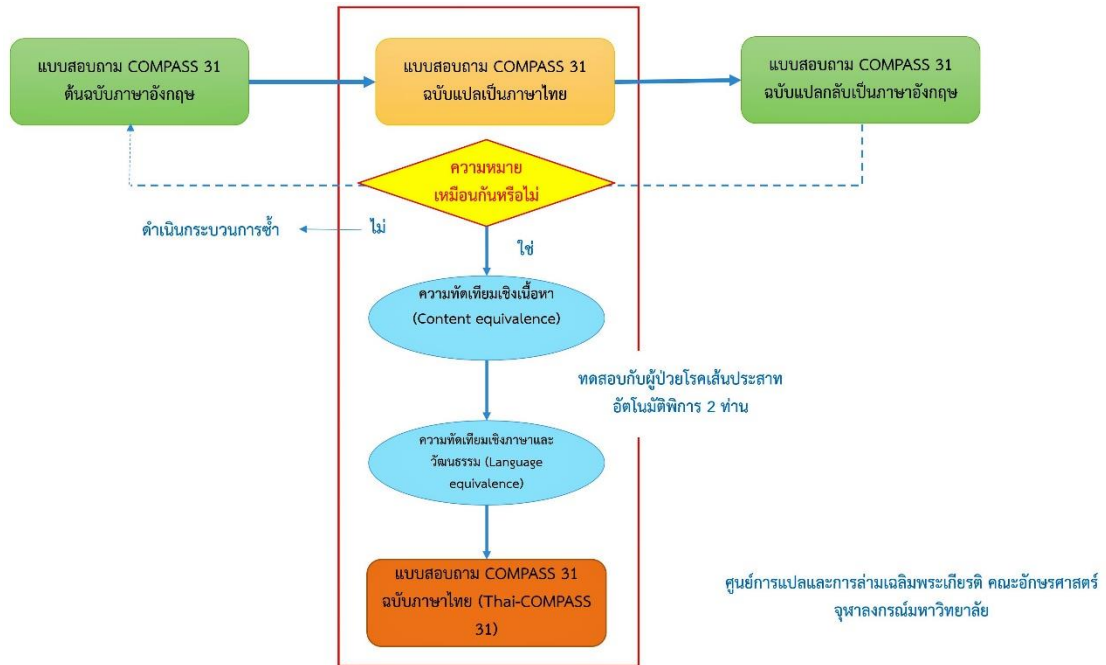 แบบสอบถาม COMPASS 31
ต้นฉบับภาษาอังกฤษ
แบบสอบถาม COMPASS 31
ฉบับแปลเป็นภาษาไทย
แบบสอบถาม COMPASS 31
ฉบับแปลกลับเป็นภาษาอังกฤษ
ความหมาย
เหมือนกันหรือไม่
ดำเนินกระบวนการซ้ำ
ไม่
ใช่
ความทัดเทียมเชิงเนื้อหา
(Content equivalence)
ทดสอบกับผู้ป่วยโรคเส้นประสาท
อัตโนมัติพิการ 2 ท่าน
ความทัดเทียมเชิงภาษาและ
วัฒนธรรม (Language
equivalence)
แบบสอบถาม COMPASS 31
ฉบับภาษาไทย (Thai-COMPASS
31)
ศูนย์การแปลและการล่ามเฉลิมพระเกียรติ คณะอักษรศาสตร์
จุฬาลงกรณ์มหาวิทยาลัย